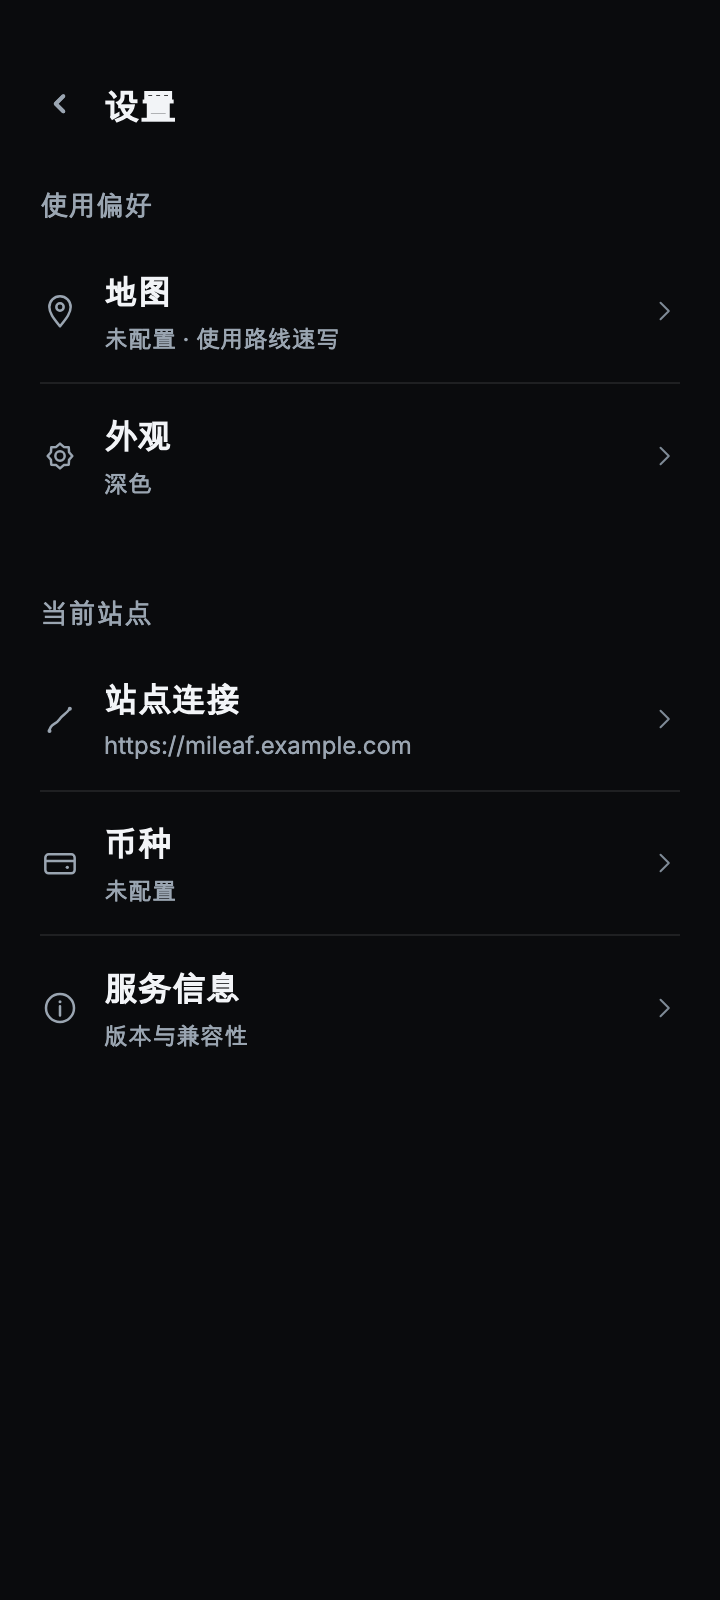 设置
使用偏好
地图
未配置 · 使用路线速写
外观
深色
当前站点
站点连接
https://mileaf.example.com
币种
未配置
服务信息
版本与兼容性